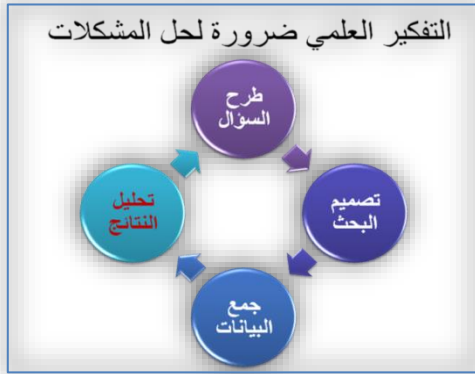 التفكير العلمي ضرورة لحل المشكلات
طرح
السؤال
تصميم
البحث
جمع
البيانات
تحليل
النتائج